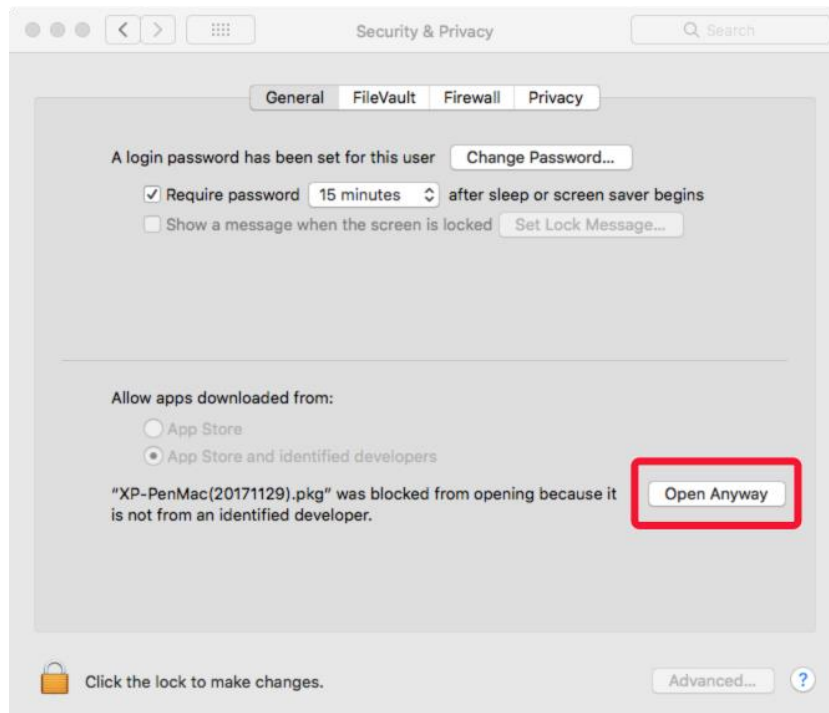 Security & Privacy
Search
General FileVault Firewall Privacy
A login password has been set for this user Change Password...
Require password 15 minutes after sleep or screen saver begins
Show a message when the screen is locked Set Lock Message...
Allow apps downloaded from:
App Store
App Store and identified developers
"XP-PenMac(20171129).pkg" was blocked from opening because it
is not from an identified developer.
Open Anyway
Click the lock to make changes.
Advanced...
?